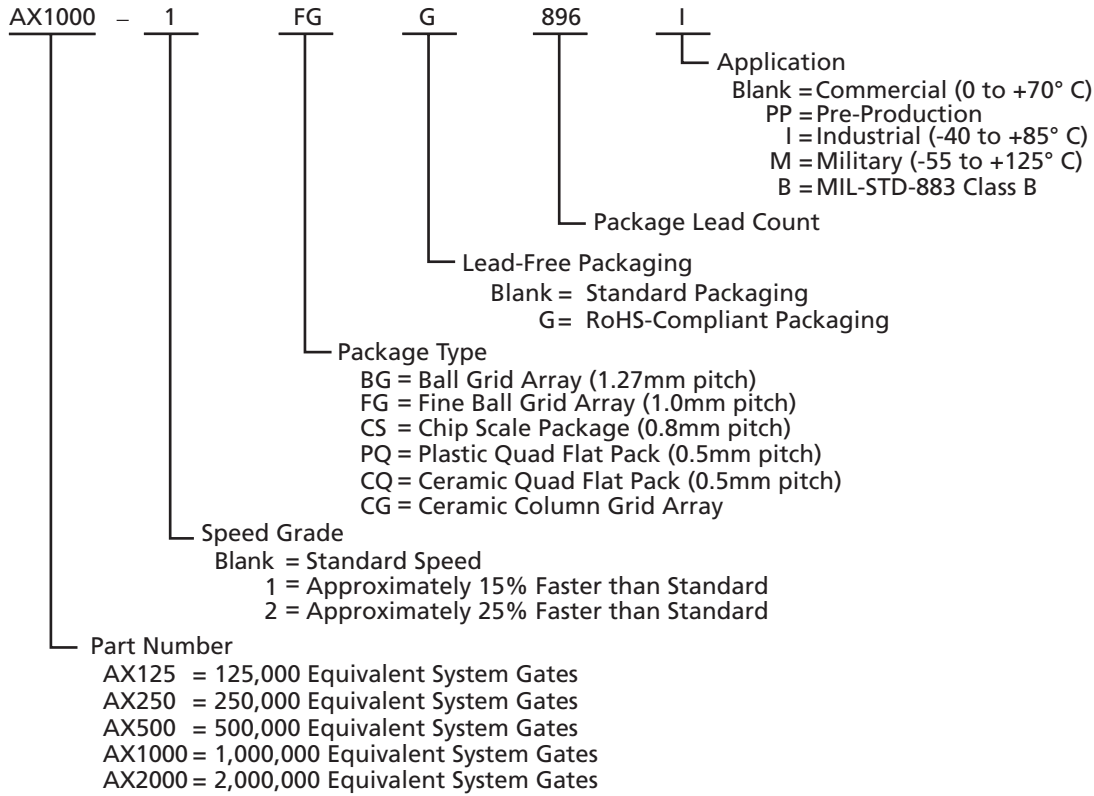 AX1000 – 1 FG G 896 I
Application
Blank = Commercial (0 to +70° C)
PP = Pre-Production
I = Industrial (-40 to +85° C)
M = Military (-55 to +125° C)
B = MIL-STD-883 Class B
Package Lead Count
Lead-Free Packaging
Blank = Standard Packaging
G= RoHS-Compliant Packaging
Package Type
BG = Ball Grid Array (1.27mm pitch)
FG = Fine Ball Grid Array (1.0mm pitch)
CS = Chip Scale Package (0.8mm pitch)
PQ = Plastic Quad Flat Pack (0.5mm pitch)
CQ = Ceramic Quad Flat Pack (0.5mm pitch)
CG = Ceramic Column Grid Array
Speed Grade
Blank = Standard Speed
1 = Approximately 15% Faster than Standard
2 = Approximately 25% Faster than Standard
Part Number
AX125 = 125,000 Equivalent System Gates
AX250 = 250,000 Equivalent System Gates
AX500 = 500,000 Equivalent System Gates
AX1000 = 1,000,000 Equivalent System Gates
AX2000 = 2,000,000 Equivalent System Gates